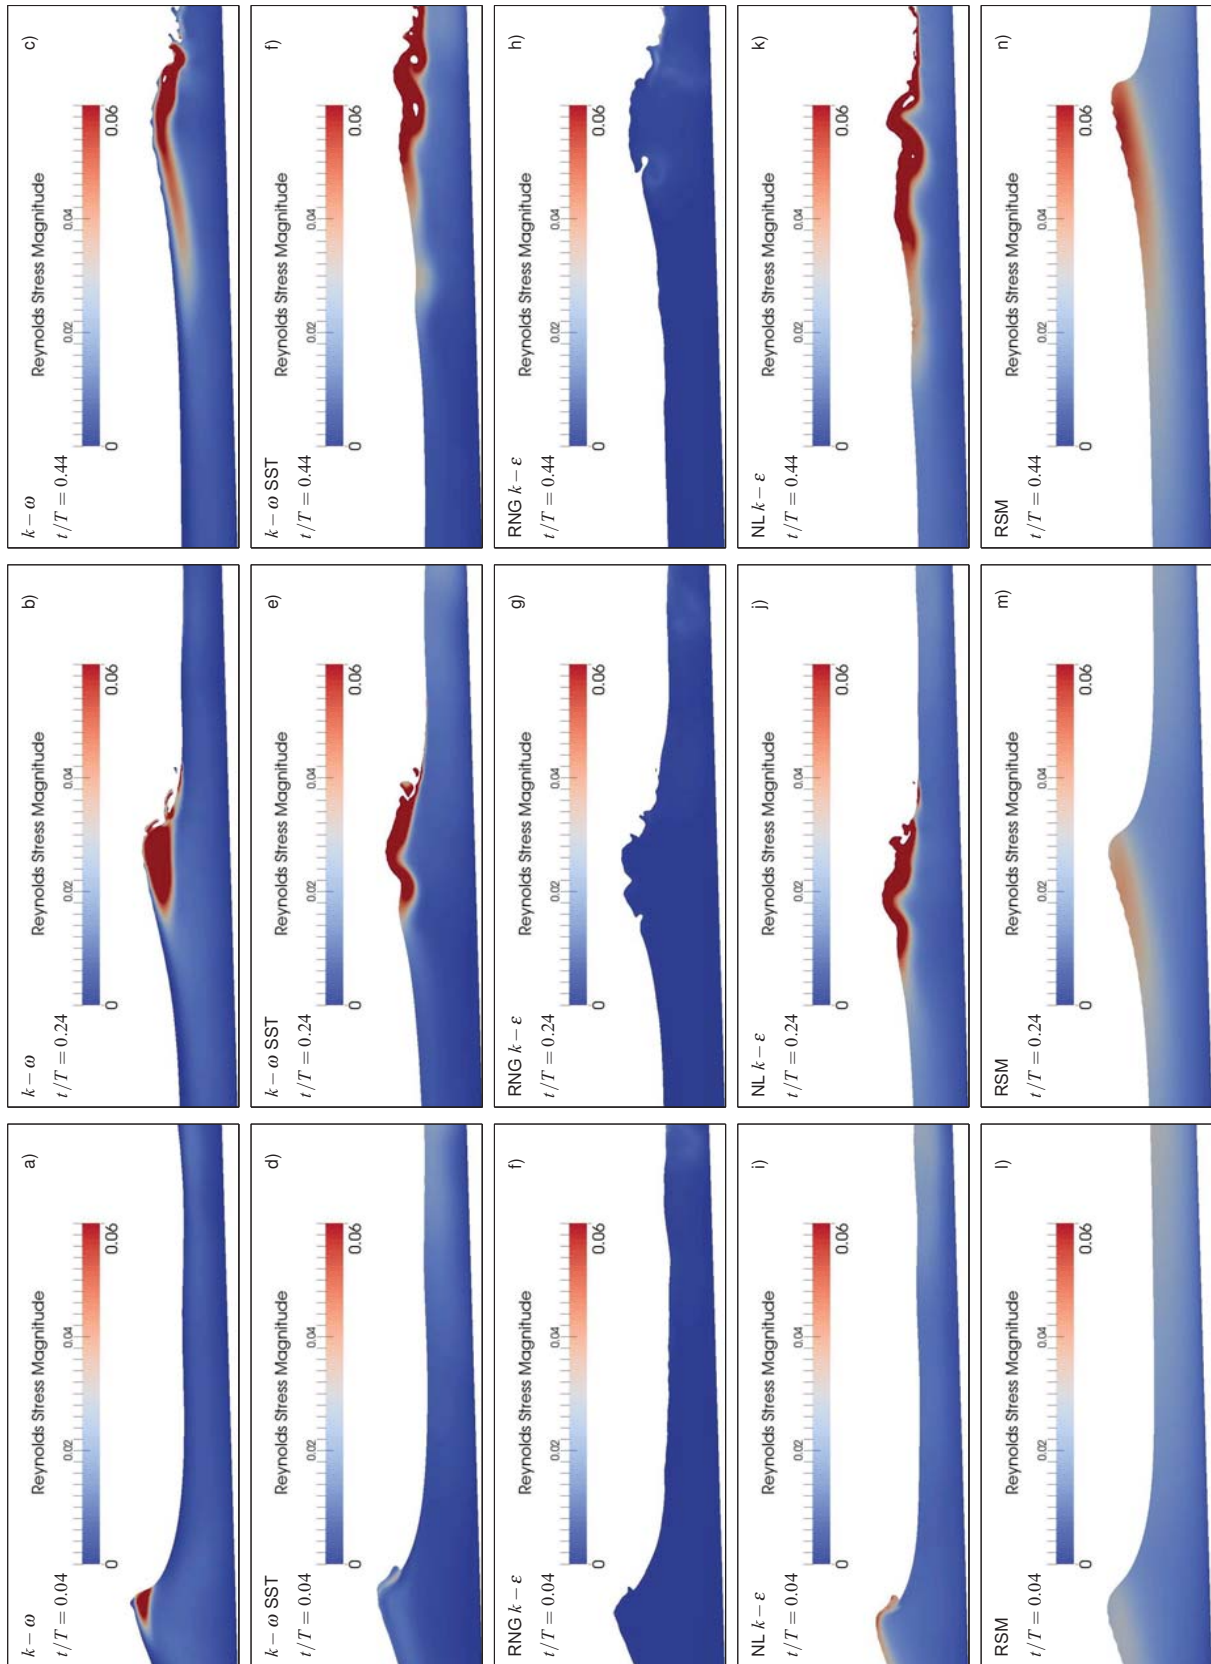 k − ω
a)
t/T = 0.04
Reynolds Stress Magnitude
0.02 0.04
0 0.06
k − ω
b)
t/T = 0.24
Reynolds Stress Magnitude
0.02 0.04
0 0.06
k − ω
c)
t/T = 0.44
Reynolds Stress Magnitude
0.02 0.04
0 0.06
k − ω SST
d)
t/T = 0.04
Reynolds Stress Magnitude
0.02 0.04
0 0.06
k − ω SST
e)
t/T = 0.24
Reynolds Stress Magnitude
0.02 0.04
0 0.06
k − ω SST
f)
t/T = 0.44
Reynolds Stress Magnitude
0.02 0.04
0 0.06
RNG k − ε
f)
t/T = 0.04
Reynolds Stress Magnitude
0.02 0.04
0 0.06
RNG k − ε
g)
t/T = 0.24
Reynolds Stress Magnitude
0.02 0.04
0 0.06
RNG k − ε
h)
t/T = 0.44
Reynolds Stress Magnitude
0.02 0.04
0 0.06
NL k − ε
i)
t/T = 0.04
Reynolds Stress Magnitude
0.02 0.04
0 0.06
NL k − ε
j)
t/T = 0.24
Reynolds Stress Magnitude
0.02 0.04
0 0.06
NL k − ε
k)
t/T = 0.44
Reynolds Stress Magnitude
0.02 0.04
0 0.06
RSM
l)
t/T = 0.04
Reynolds Stress Magnitude
0.02 0.04
0 0.06
RSM
m)
t/T = 0.24
Reynolds Stress Magnitude
0.02 0.04
0 0.06
RSM
n)
t/T = 0.44
Reynolds Stress Magnitude
0.02 0.04
0 0.06